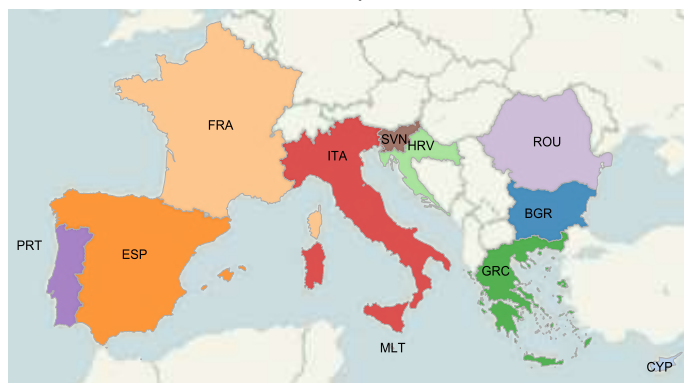 FRA
ITA
SVN
HRV
ROU
BGR
PRT
ESP
GRC
MLT
CYP